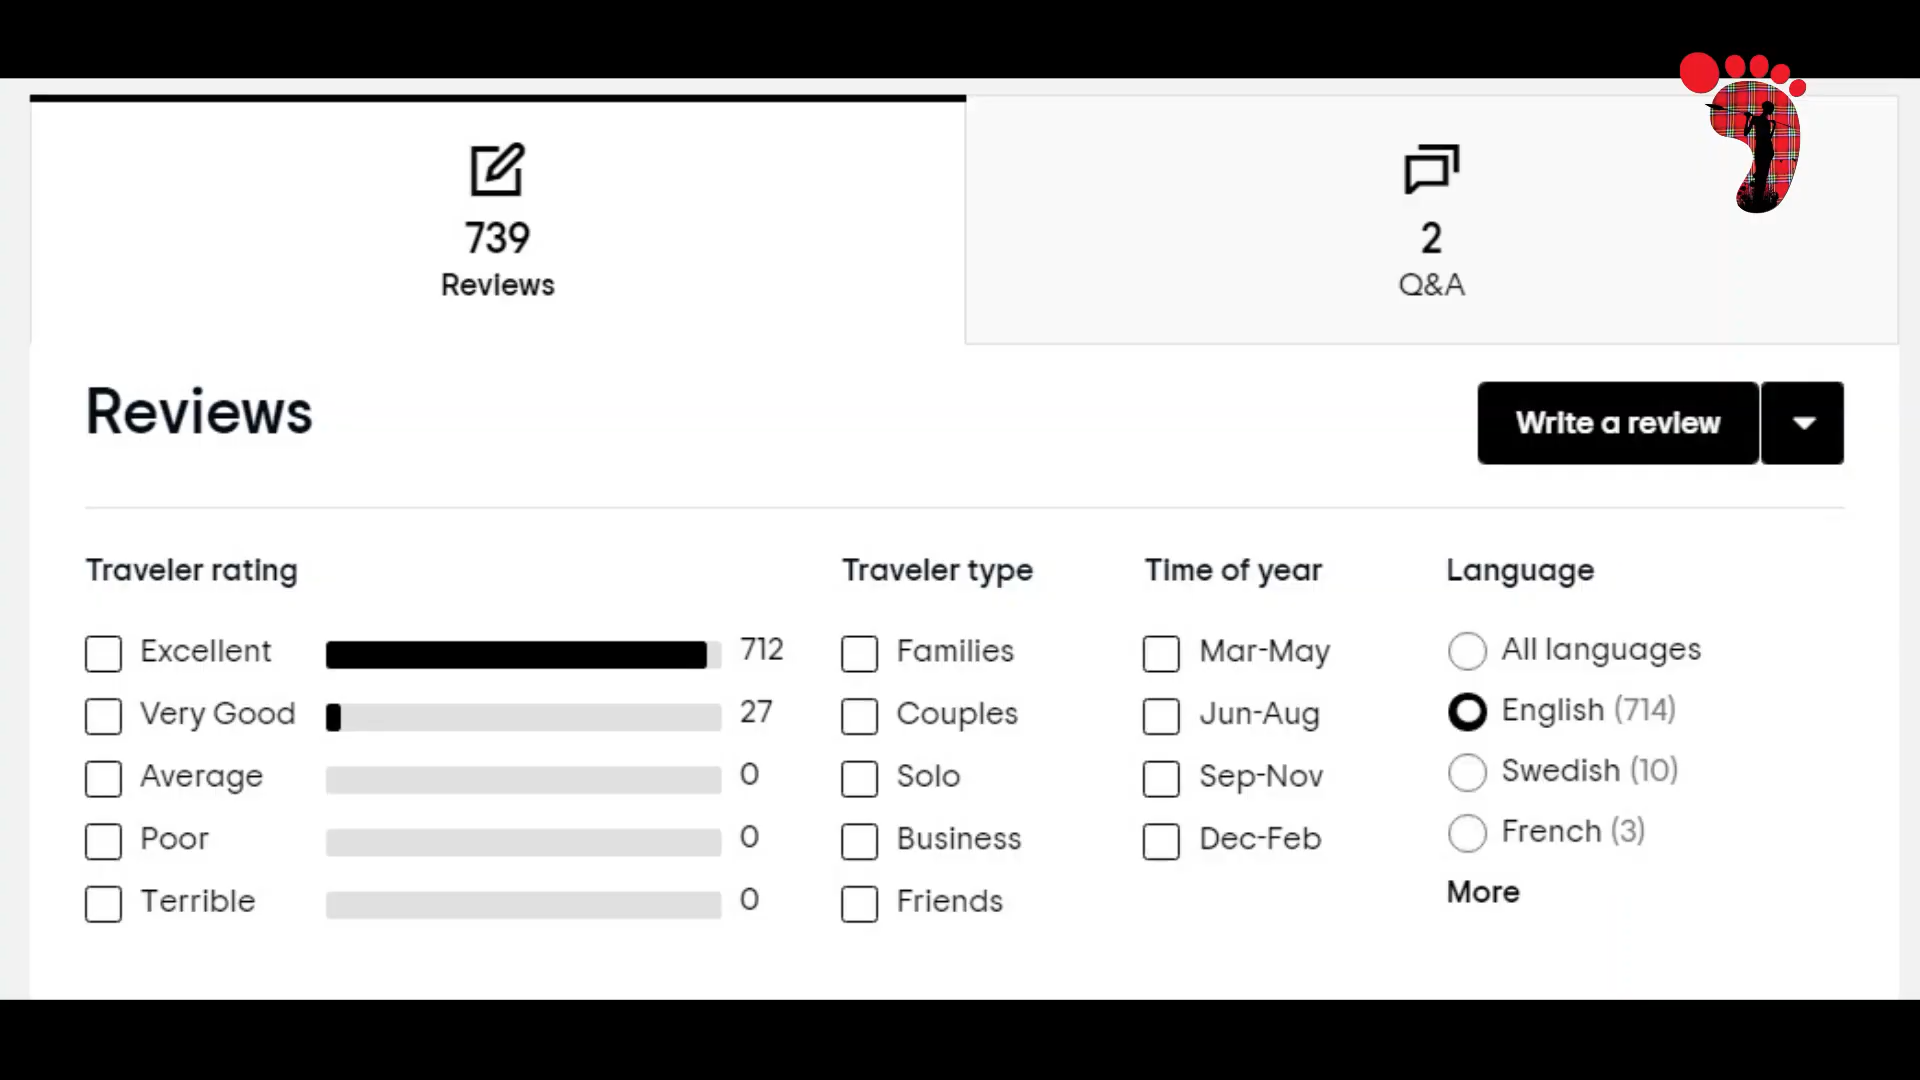 739
Reviews
2
Q&A
Reviews
Write a review
Traveler rating
Excellent 712
Very Good 27
Average 0
Poor 0
Terrible 0
Traveler type
Families
Couples
Solo
Business
Friends
Time of year
Mar-May
Jun-Aug
Sep-Nov
Dec-Feb
Language
All languages
English (714)
Swedish (10)
French (3)
More